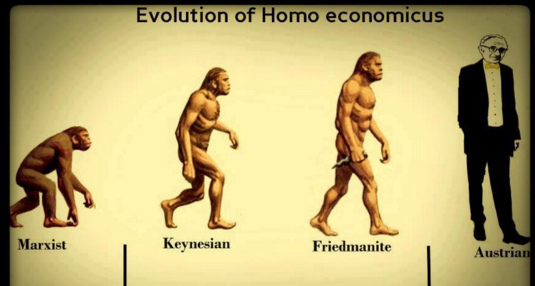 Evolution of Homo economicus
Marxist
Keynesian
Friedmanite
Austrian